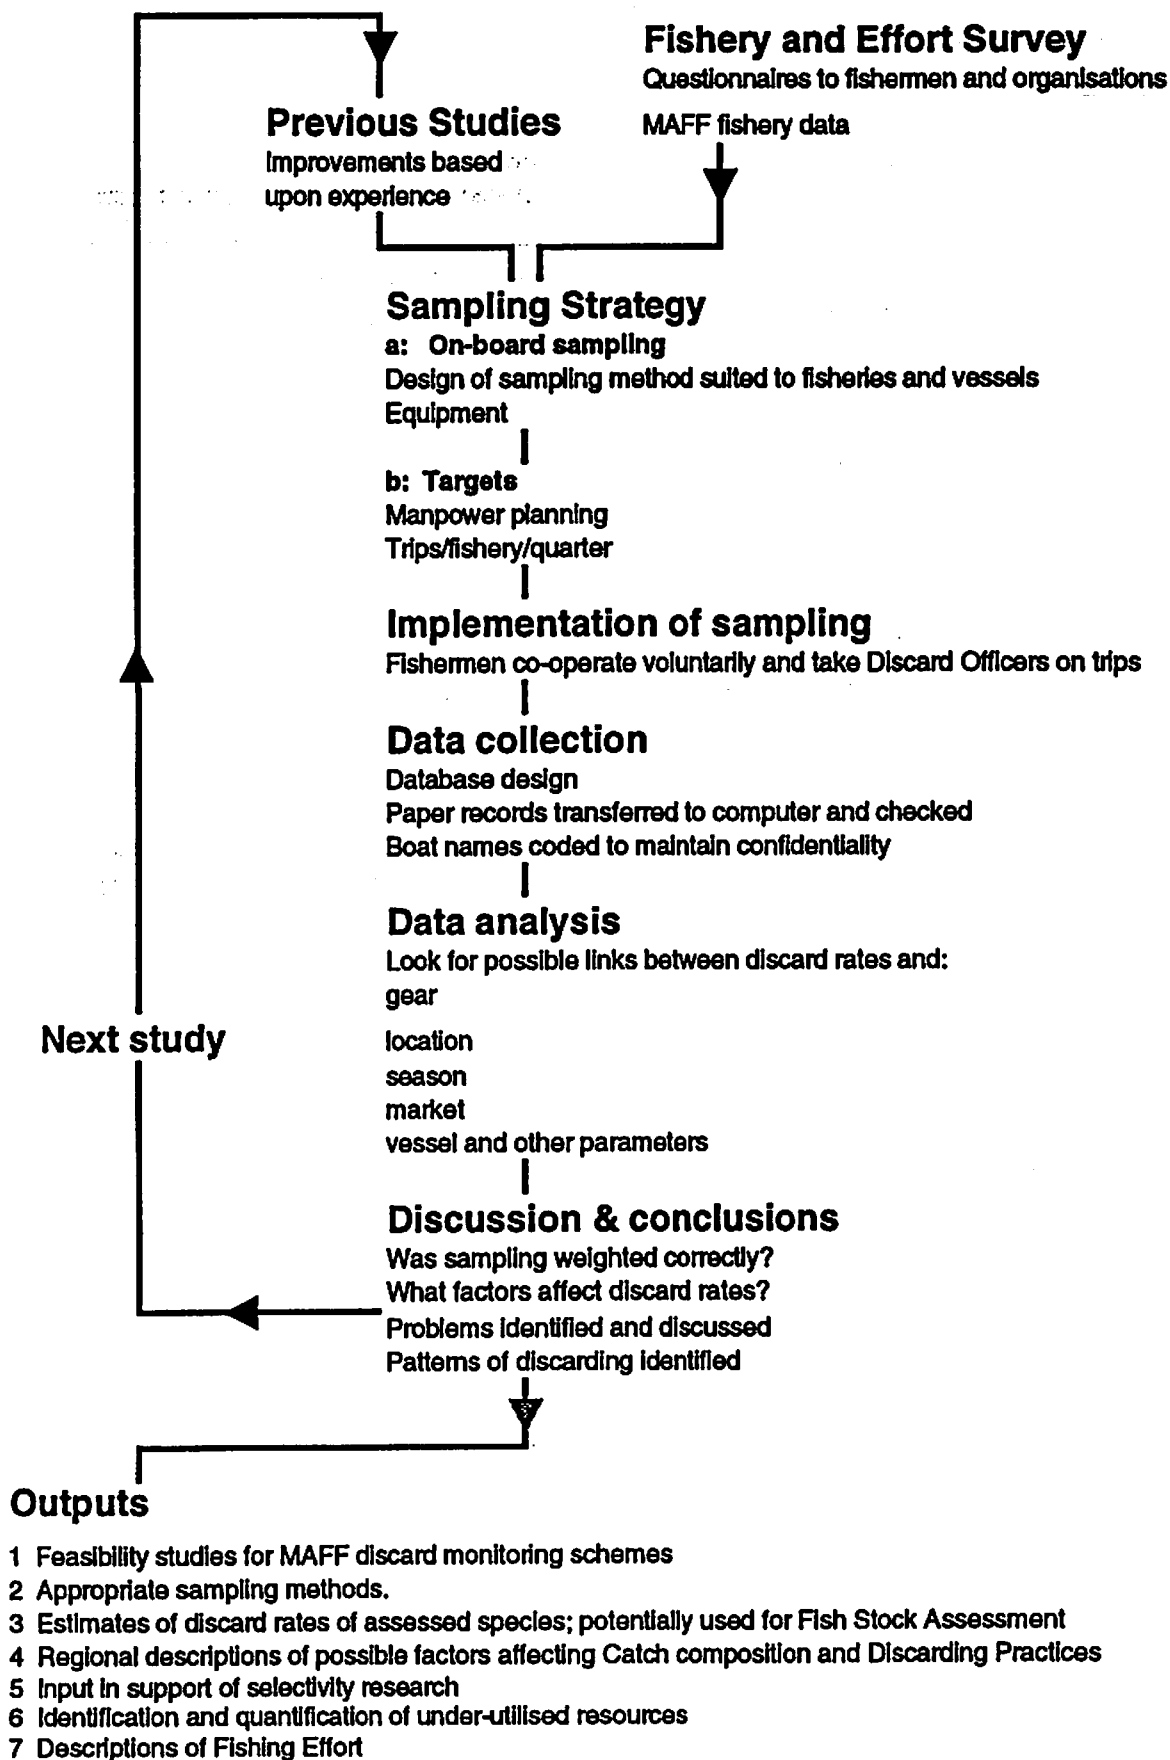 Fishery and Effort Survey
Questionnaires to fishermen and organisations
MAFF fishery data
Previous Studies
Improvements based
upon experience
Sampling Strategy
a: On-board sampling
Design of sampling method suited to fisheries and vessels
Equipment
b: Targets
Manpower planning
Trips/fishery/quarter
Implementation of sampling
Fishermen co-operate voluntarily and take Discard Officers on trips
Data collection
Database design
Paper records transferred to computer and checked
Boat names coded to maintain confidentiality
Data analysis
Look for possible links between discard rates and:
gear
location
season
market
vessel and other parameters
Next study
Discussion & conclusions
Was sampling weighted correctly?
What factors affect discard rates?
Problems identified and discussed
Patterns of discarding identified
Outputs
1 Feasibility studies for MAFF discard monitoring schemes
2 Appropriate sampling methods.
3 Estimates of discard rates of assessed species; potentially used for Fish Stock Assessment
4 Regional descriptions of possible factors affecting Catch composition and Discarding Practices
5 Input in support of selectivity research
6 Identification and quantification of under-utilised resources
7 Descriptions of Fishing Effort